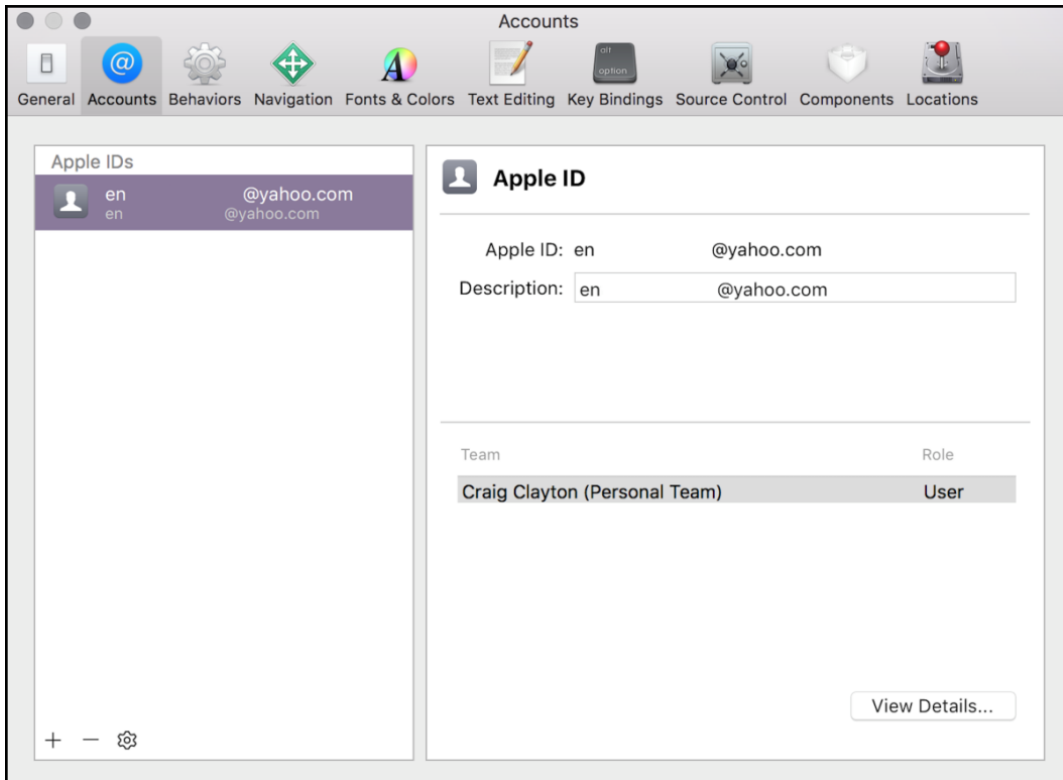 Accounts
alt
option
General Accounts Behaviors Navigation Fonts & Colors Text Editing Key Bindings Source Control Components Locations
Apple IDs
en @yahoo.com
en @yahoo.com
Apple ID
Apple ID: en @yahoo.com
Description: en @yahoo.com
Team Role
Craig Clayton (Personal Team) User
View Details...